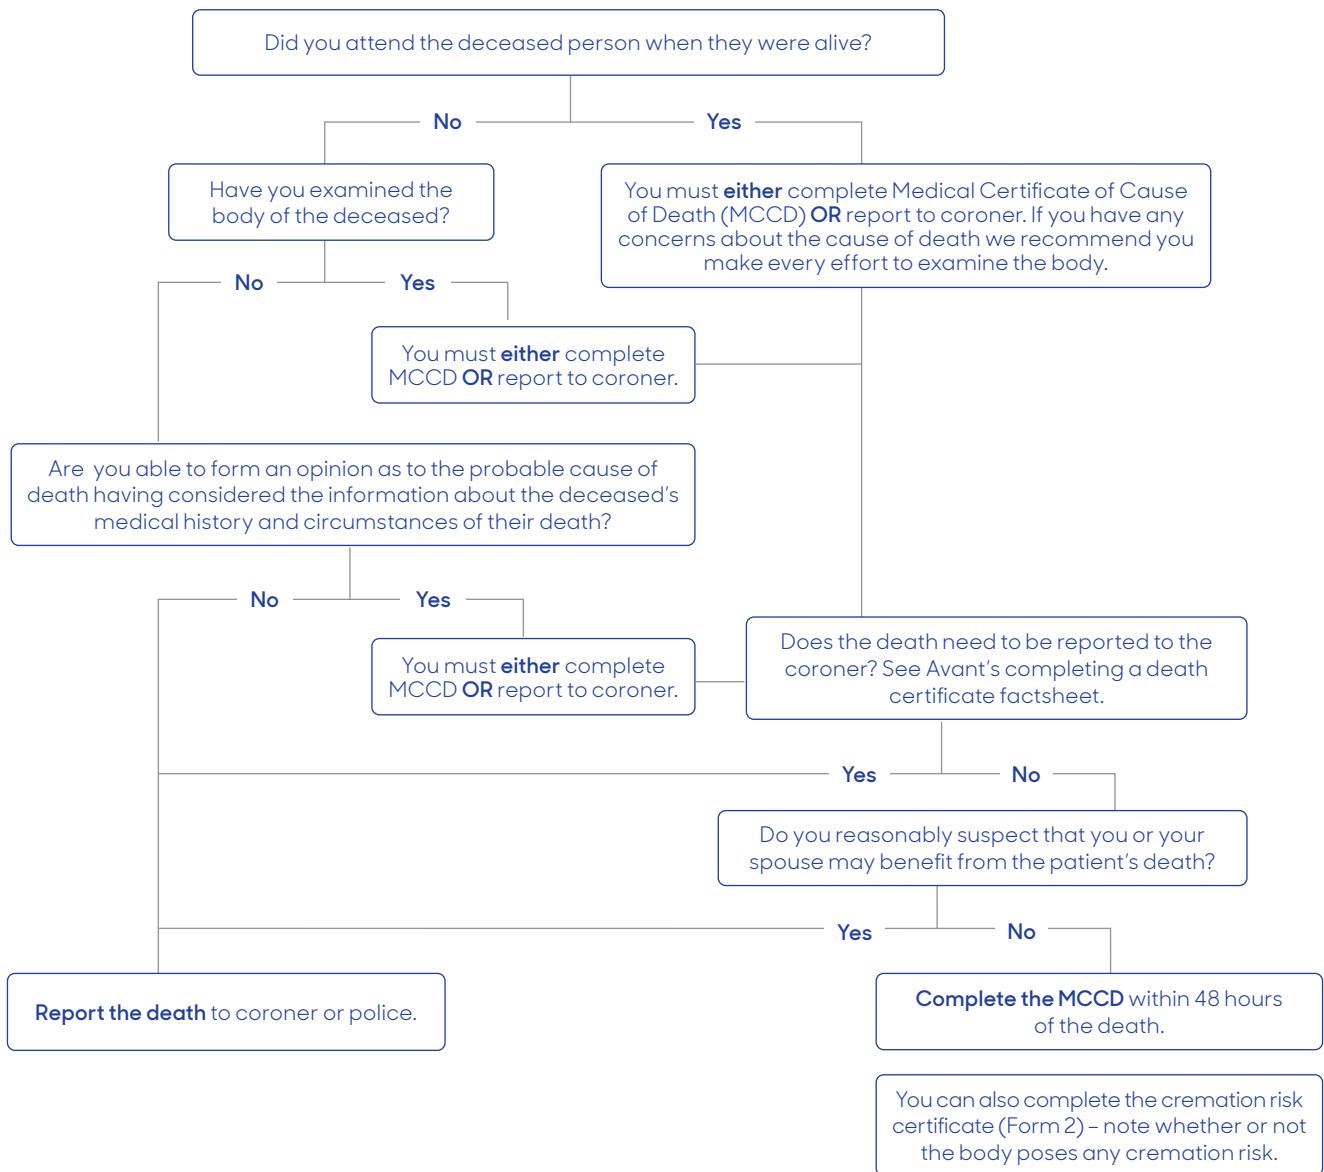 Did you attend the deceased person when they were alive?
No
Yes
Have you examined the
body of the deceased?
You must either complete Medical Certificate of Cause
of Death (MCCD) OR report to coroner. If you have any
concerns about the cause of death we recommend you
make every effort to examine the body.
No
Yes
You must either complete
MCCD OR report to coroner.
Are you able to form an opinion as to the probable cause of
death having considered the information about the deceased's
medical history and circumstances of their death?
No
Yes
You must either complete
MCCD OR report to coroner.
Does the death need to be reported to the
coroner? See Avant's completing a death
certificate factsheet.
Yes
No
Do you reasonably suspect that you or your
spouse may benefit from the patient's death?
Yes
No
Report the death to coroner or police.
Complete the MCCD within 48 hours
of the death.
You can also complete the cremation risk
certificate (Form 2) – note whether or not
the body poses any cremation risk.